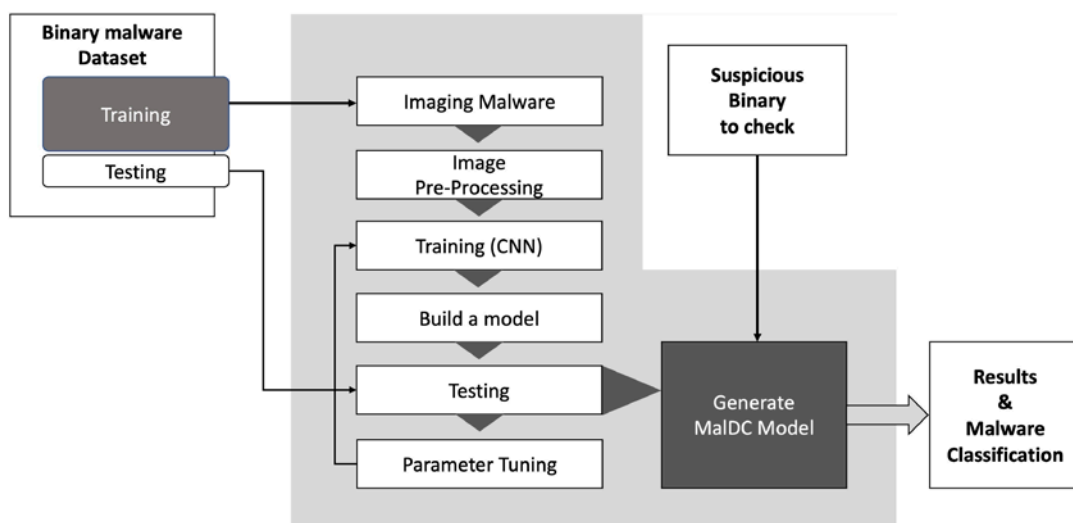 Binary malware
Dataset
Training
Testing
Imaging Malware
Image
Pre-Processing
Training (CNN)
Build a model
Testing
Parameter Tuning
Suspicious
Binary
to check
Generate
MalDC Model
Results
&
Malware
Classification